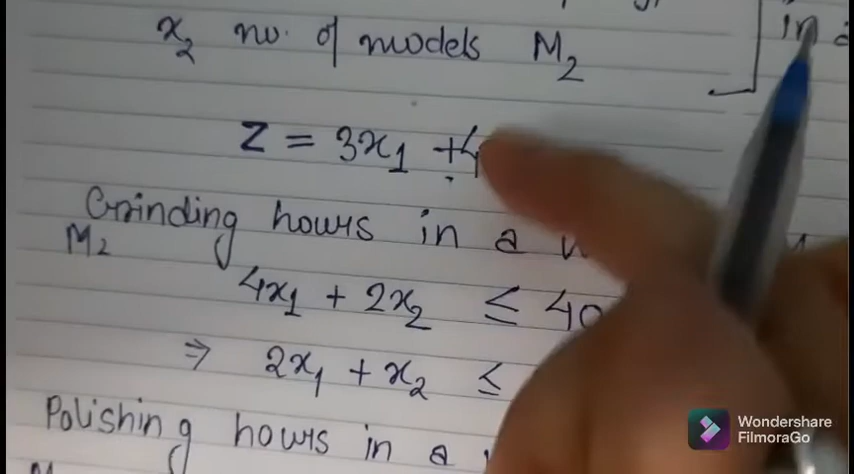 x₂ no. of models M₂
in
Z = 3x₁ +4
Grinding hours in a
M₂
4x₁ + 2x₂ ≤ 40
⇒ 2x₁ + x₂ ≤
Polishing hours in a
Wondershare
FilmoraGo